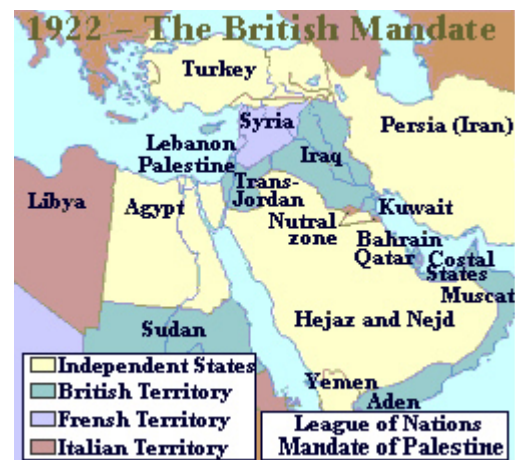 1922 – The British Mandate
Turkey
Syria
Persia (Iran)
Lebanon
Palestine
Iraq
Trans-
Jordan
Libya
Agypt
Kuwait
Nutral
zone
Bahrain
Qatar
Costal
States
Muscat
Hejaz and Nejd
Sudan
Yemen
Aden
Independent States
British Territory
Frensh Territory
Italian Territory
League of Nations
Mandate of Palestine